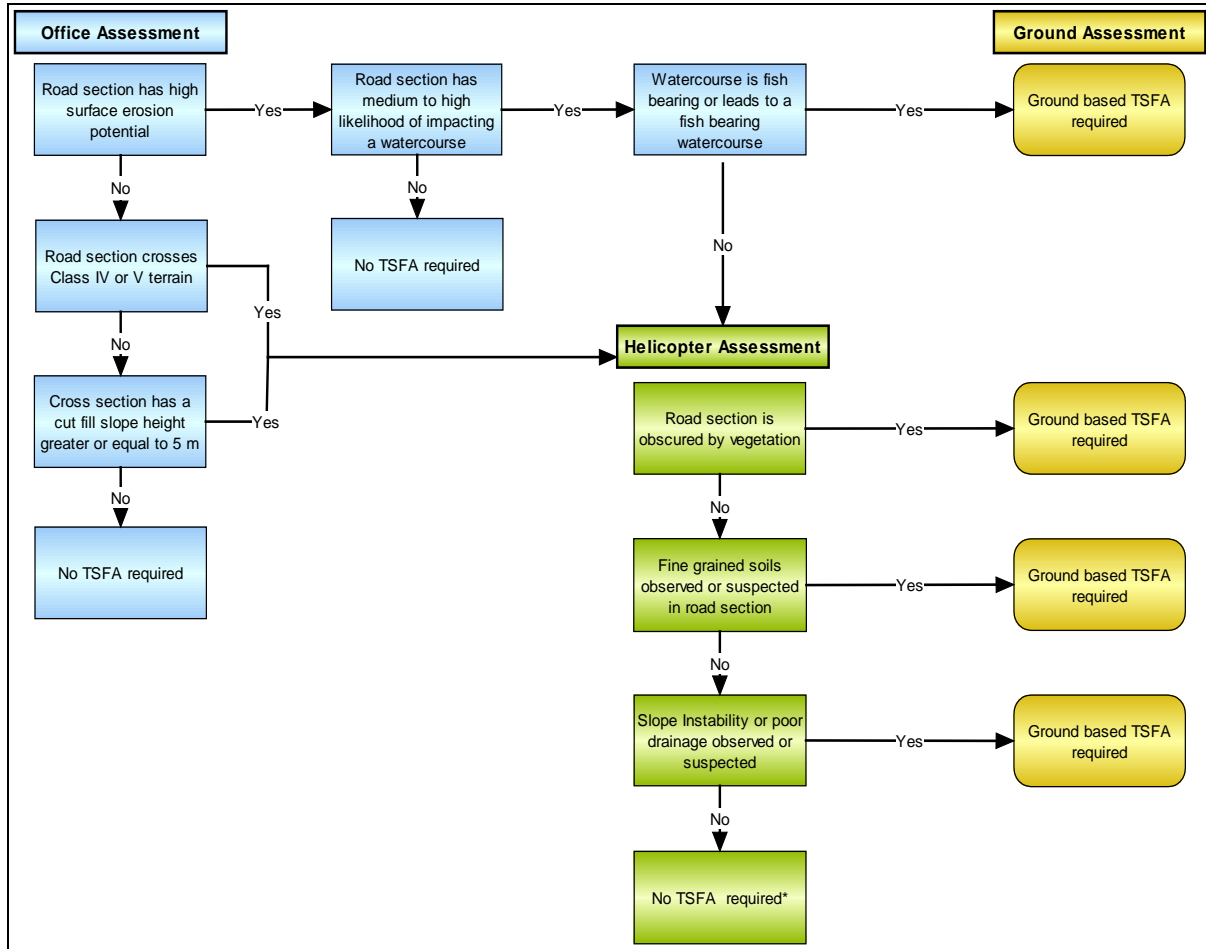 Office Assessment
Ground Assessment
Road section has high
surface erosion
potential
Yes
Road section has
medium to high
likelihood of impacting
a watercourse
Yes
Watercourse is fish
bearing or leads to a
fish bearing
watercourse
Yes
Ground based TSFA
required
No
No
No
Road section crosses
Class IV or V terrain
Yes
No TSFA required
No
Helicopter Assessment
Cross section has a
cut fill slope height
greater or equal to 5 m
Yes
No
No TSFA required
Road section is
obscured by vegetation
Yes
Ground based TSFA
required
No
Fine grained soils
observed or suspected
in road section
Yes
Ground based TSFA
required
No
Slope Instability or poor
drainage observed or
suspected
Yes
Ground based TSFA
required
No
No TSFA required*